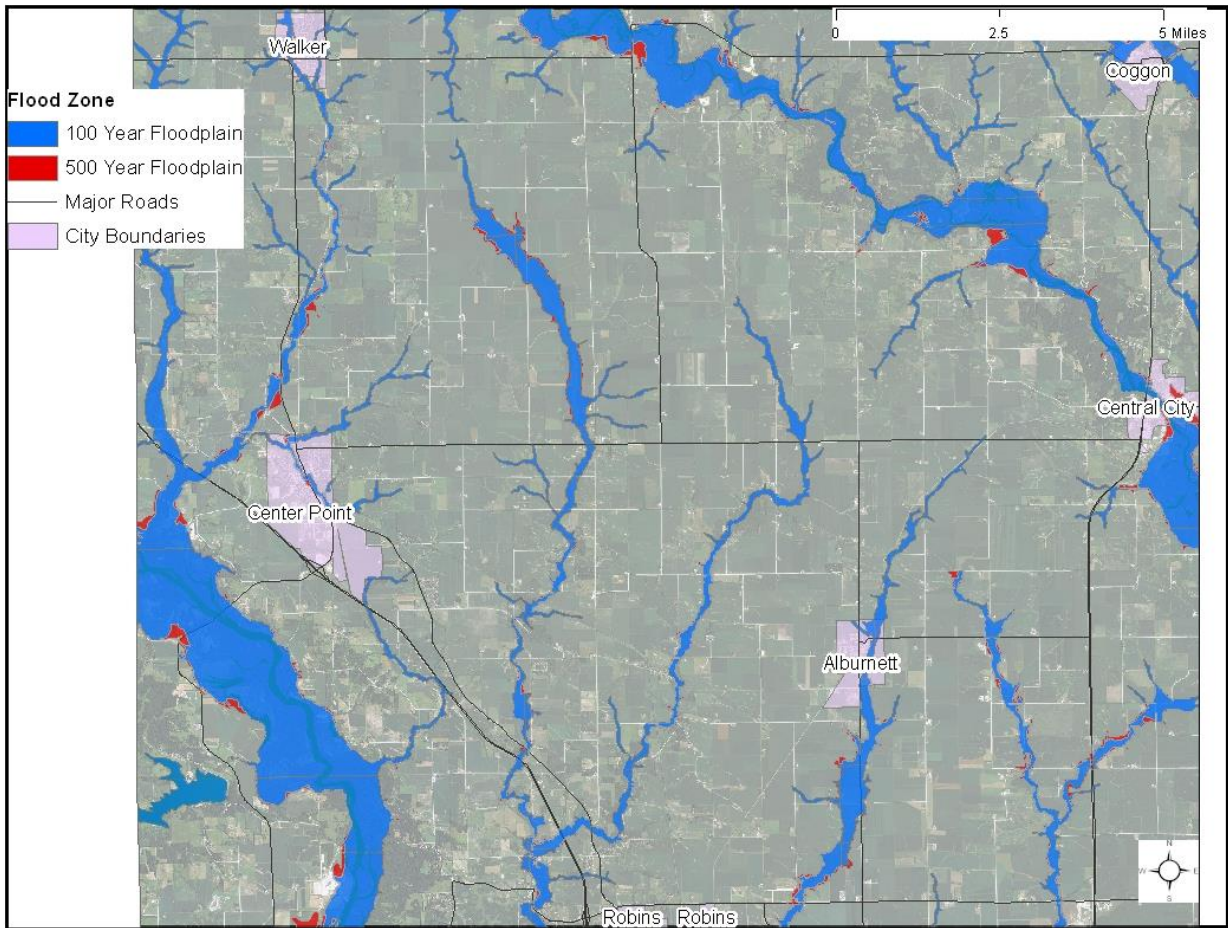 0 2.5 5 Miles
Walker
Coggon
Flood Zone
100 Year Floodplain
500 Year Floodplain
Major Roads
City Boundaries
Central City
Center Point
Alburnett
N
W E
S
Robins Robins